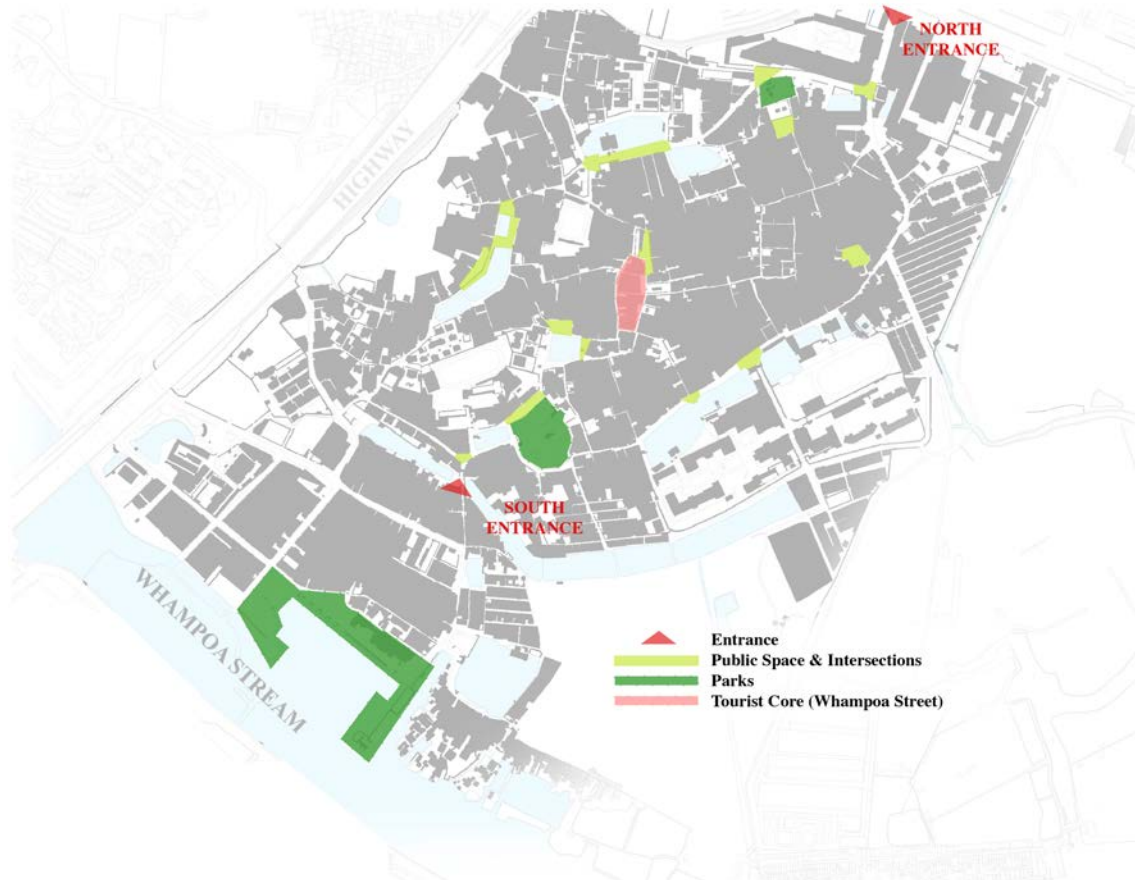 NORTH
ENTRANCE
HIGHWAY
SOUTH
ENTRANCE
WHAMPOA STREAM
Entrance
Public Space & Intersections
Parks
Tourist Core (Whampoa Street)